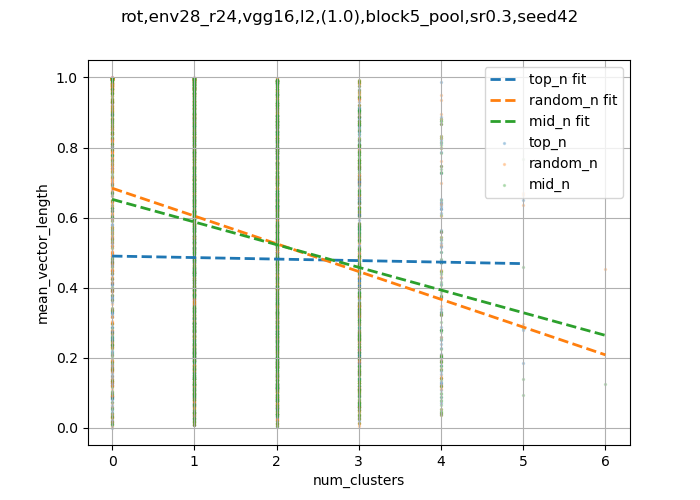 rot,env28_r24,vgg16,l2,(1.0),block5_pool,sr0.3,seed42
1.0
0.8
0.6
0.4
0.2
0.0
mean_vector_length
top_n fit
random_n fit
mid_n fit
top_n
random_n
mid_n
0 1 2 3 4 5 6
num_clusters